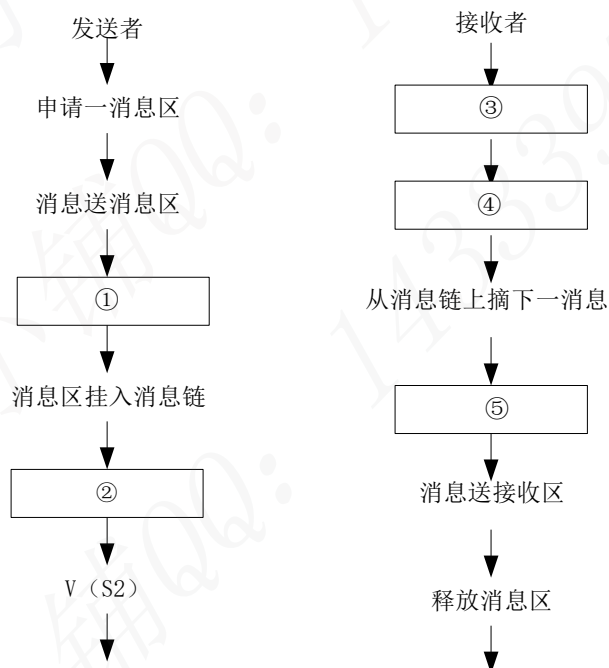 发送者
申请一消息区
消息送消息区
①
消息区挂入消息链
②
V（S2）
接收者
③
④
从消息链上摘下一消息
⑤
消息送接收区
释放消息区